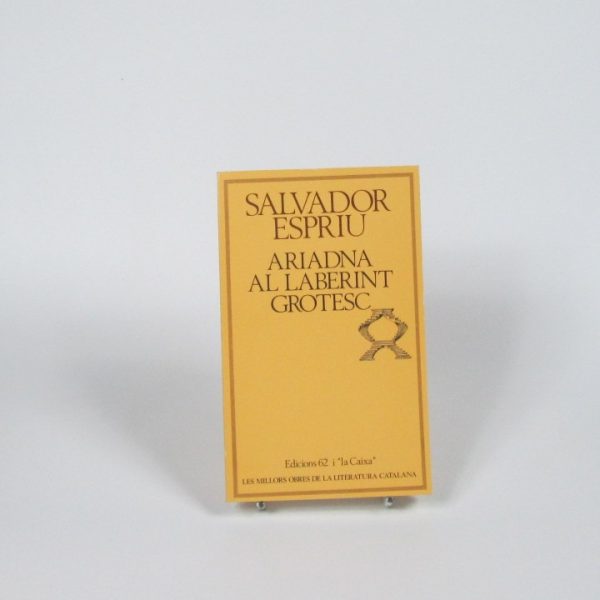 SALVADOR
ESPRIU
ARIADNA
AL LABERINT
GROTESC
Edicions 62 i "la Caixa"
LES MILLORS OBRES DE LA LITERATURA CATALANA